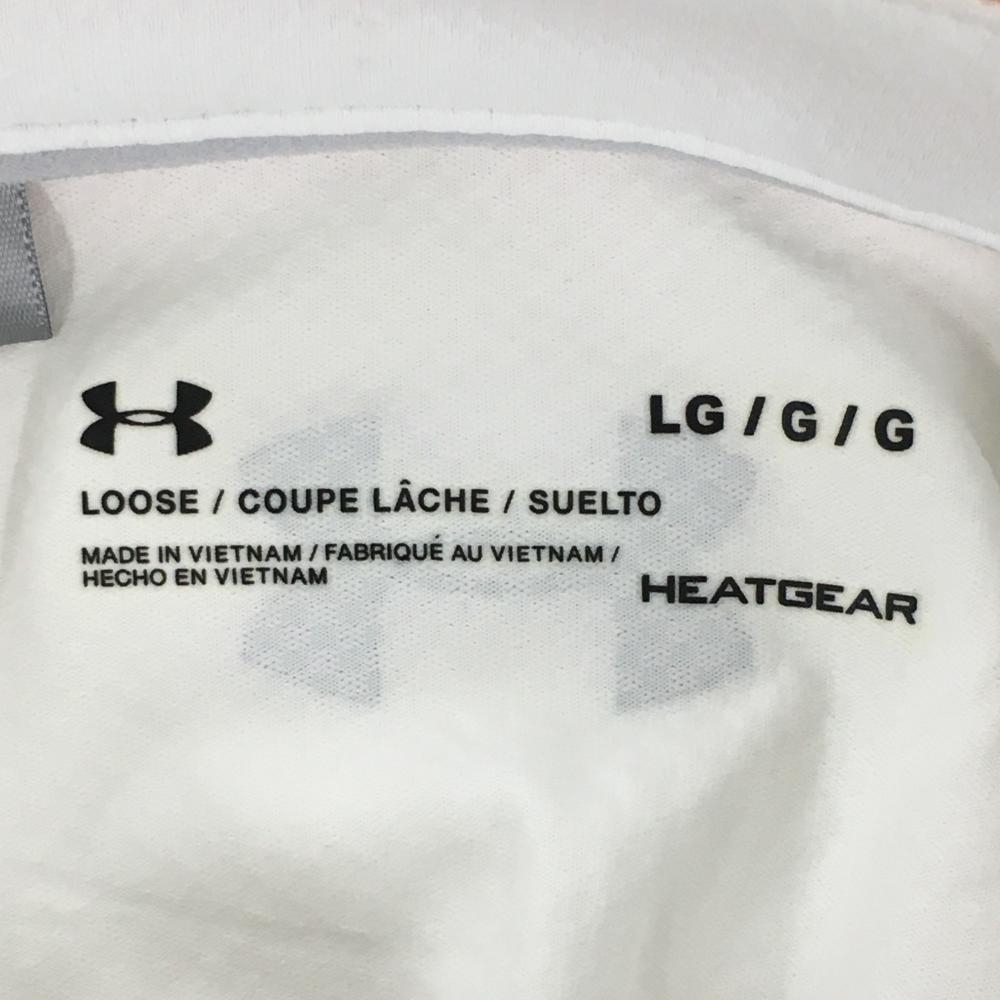 LG / G / G
LOOSE / COUPE LÂCHE / SUELTO
MADE IN VIETNAM / FABRIQUÉ AU VIETNAM /
HECHO EN VIETNAM
HEATGEAR